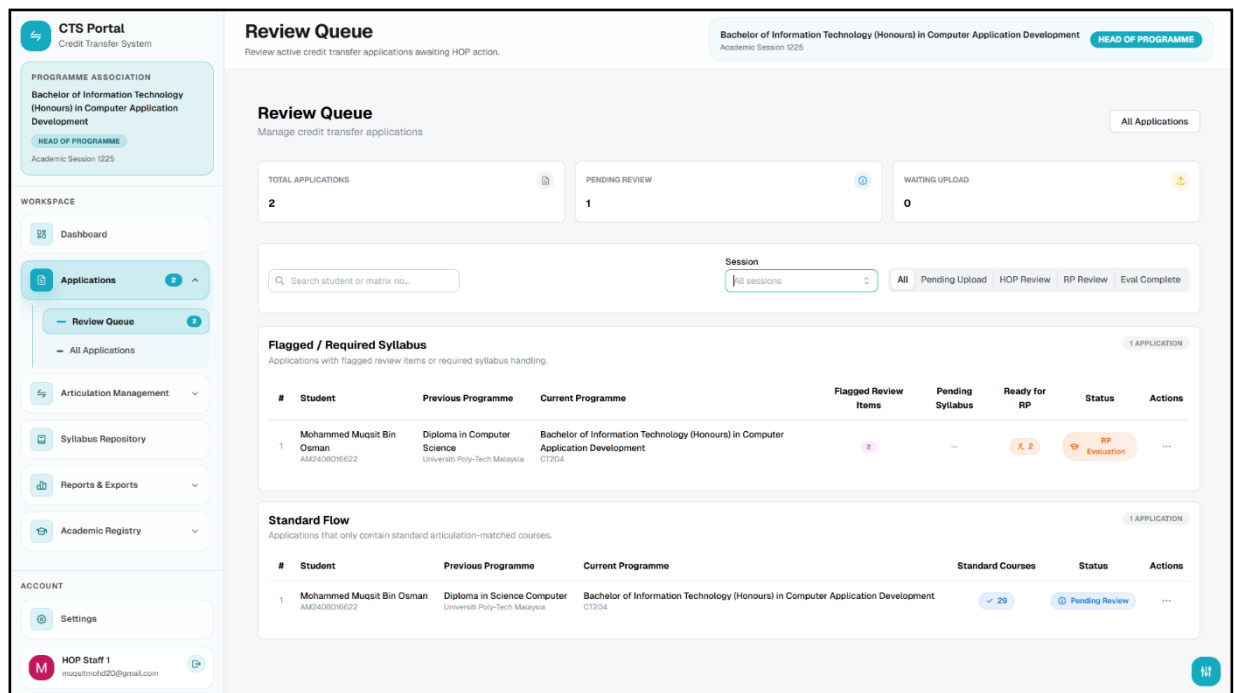 CTS Portal
Credit Transfer System
PROGRAMME ASSOCIATION
Bachelor of Information Technology
(Honours) in Computer Application
Development
HEAD OF PROGRAMME
Academic Session 1225
WORKSPACE
Dashboard
Applications 2
Review Queue 2
All Applications
Articulation Management
Syllabus Repository
Reports & Exports
Academic Registry
ACCOUNT
Settings
M
HOP Staff 1
muqsitmohd20@gmail.com
Review Queue
Review active credit transfer applications awaiting HOP action.
Bachelor of Information Technology (Honours) in Computer Application Development
Academic Session 1225
HEAD OF PROGRAMME
Review Queue
Manage credit transfer applications
All Applications
TOTAL APPLICATIONS
2
PENDING REVIEW
1
WAITING UPLOAD
0
Search student or matrix no...
Session
All sessions
All Pending Upload HOP Review RP Review Eval Complete
Flagged / Required Syllabus
Applications with flagged review items or required syllabus handling.
1 APPLICATION
# Student Previous Programme Current Programme Flagged Review Items Pending Syllabus Ready for RP Status Actions
1
Mohammed Muqsit Bin
Osman
AM2408016622
Diploma in Computer
Science
Universiti Poly-Tech Malaysia
Bachelor of Information Technology (Honours) in Computer
Application Development
CT204
2
—
2
RP
Evaluation
...
Standard Flow
Applications that only contain standard articulation-matched courses.
1 APPLICATION
# Student Previous Programme Current Programme Standard Courses Status Actions
1
Mohammed Muqsit Bin Osman
AM2408016622
Diploma in Science Computer
Universiti Poly-Tech Malaysia
Bachelor of Information Technology (Honours) in Computer Application Development
CT204
29
Pending Review
...